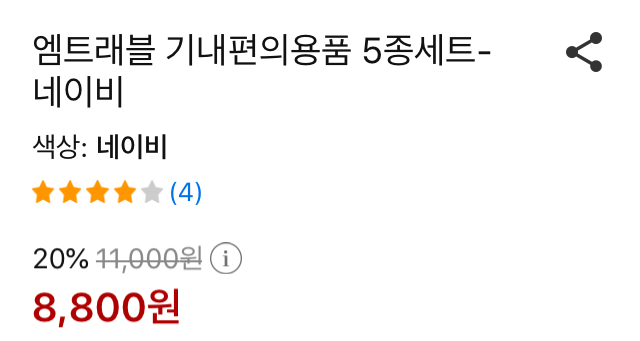 엠트래블 기내편의용품 5종세트-
네이비
색상: 네이비
(4)
20% 11,000원 i
8,800원